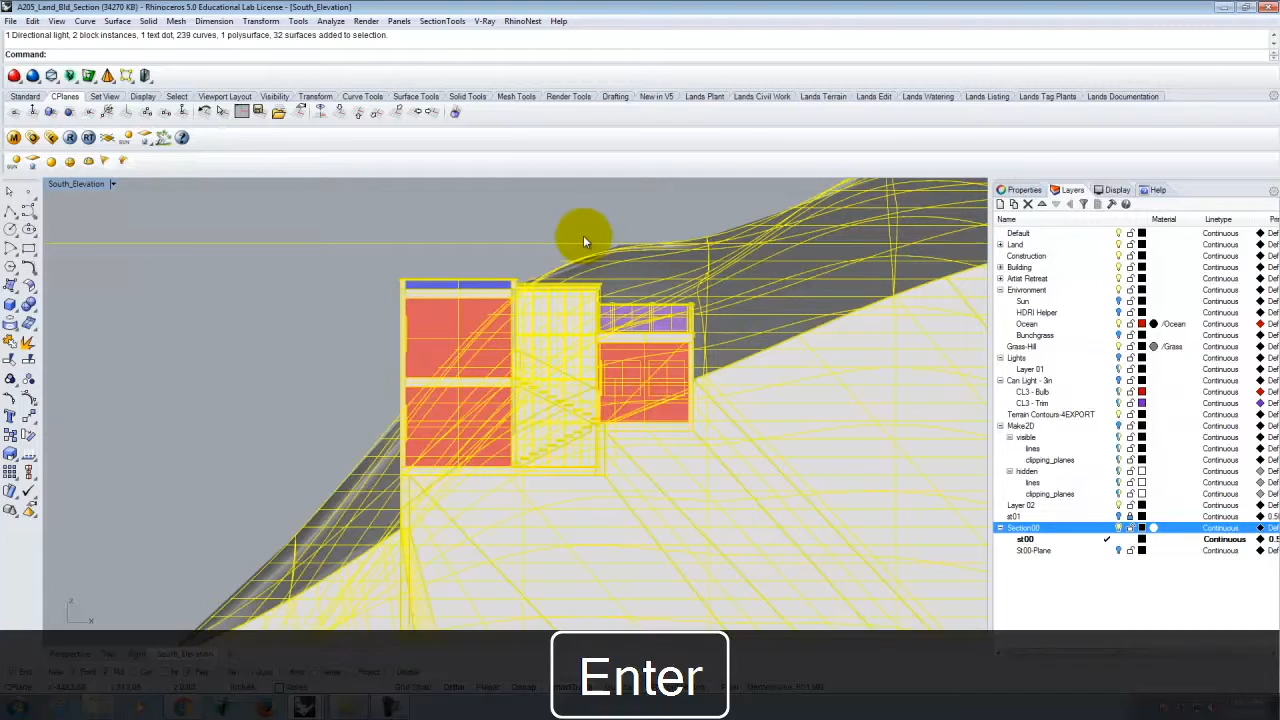 A205_Land_Bld_Section (34270 KB) - Rhinoceros 5.0 Educational Lab License - [South_Elevation]
File Edit View Curve Surface Solid Mesh Dimension Transform Tools Analyze Render Panels SectionTools V-Ray RhinoNest Help
1 Directional light, 2 block instances, 1 text dot, 239 curves, 1 polysurface, 32 surfaces added to selection.
Command:
Standard CPlanes Set View Display Select Viewport Layout Visibility Transform Curve Tools Surface Tools Solid Tools Mesh Tools Render Tools Drafting New in V5 Lands Plant Lands Civil Work Lands Terrain Lands Edit Lands Watering Lands Listing Lands Tag Plants Lands Documentation
South_Elevation
Properties Layers Display Help
Name Material Linetype
Default Continuous
Land Continuous
Construction Continuous
Building Continuous
Artist Retreat Continuous
Enivronment Continuous
Sun Continuous
HDRI Helper Continuous
Ocean /Ocean Continuous
Bunchgrass Continuous
Grass-Hill /Grass Continuous
Lights Continuous
Layer 01 Continuous
Can Light - 3in Continuous
CL3 - Bulb Continuous
CL3 - Trim Continuous
Terrain Contours-4EXPORT Continuous
Make2D Continuous
visible Continuous
lines Continuous
clipping_planes Continuous
hidden Continuous
lines Continuous
clipping_planes Continuous
Layer 02 Continuous
st01 Continuous
Section00 Continuous
st00 Continuous
St00-Plane Continuous
z
x
Perspective Top Right South_Elevation
Enter